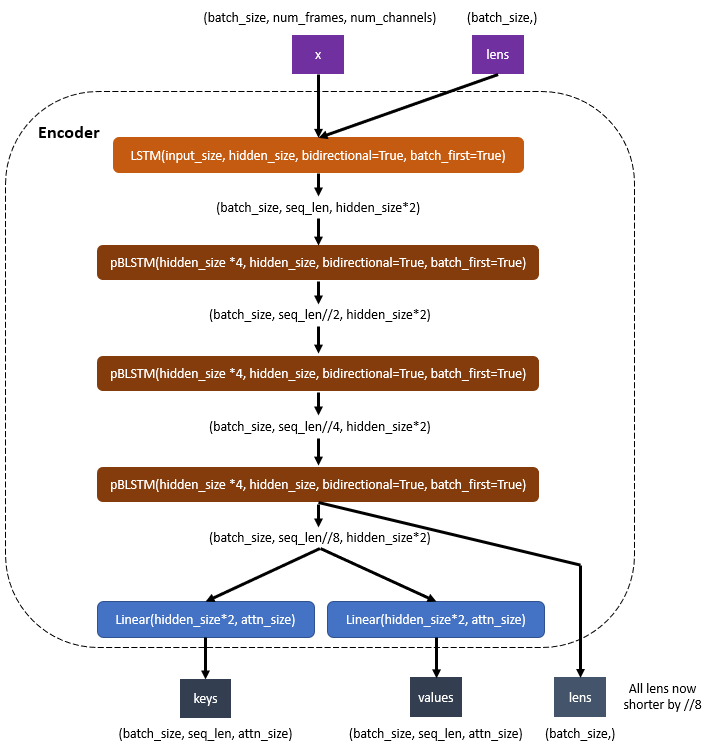 (batch_size, num_frames, num_channels)
(batch_size,)
x
lens
Encoder
LSTM(input_size, hidden_size, bidirectional=True, batch_first=True)
(batch_size, seq_len, hidden_size*2)
pBLSTM(hidden_size *4, hidden_size, bidirectional=True, batch_first=True)
(batch_size, seq_len//2, hidden_size*2)
pBLSTM(hidden_size *4, hidden_size, bidirectional=True, batch_first=True)
(batch_size, seq_len//4, hidden_size*2)
pBLSTM(hidden_size *4, hidden_size, bidirectional=True, batch_first=True)
(batch_size, seq_len//8, hidden_size*2)
Linear(hidden_size*2, attn_size)
Linear(hidden_size*2, attn_size)
keys
values
lens
All lens now
shorter by //8
(batch_size, seq_len, attn_size)
(batch_size, seq_len, attn_size)
(batch_size,)